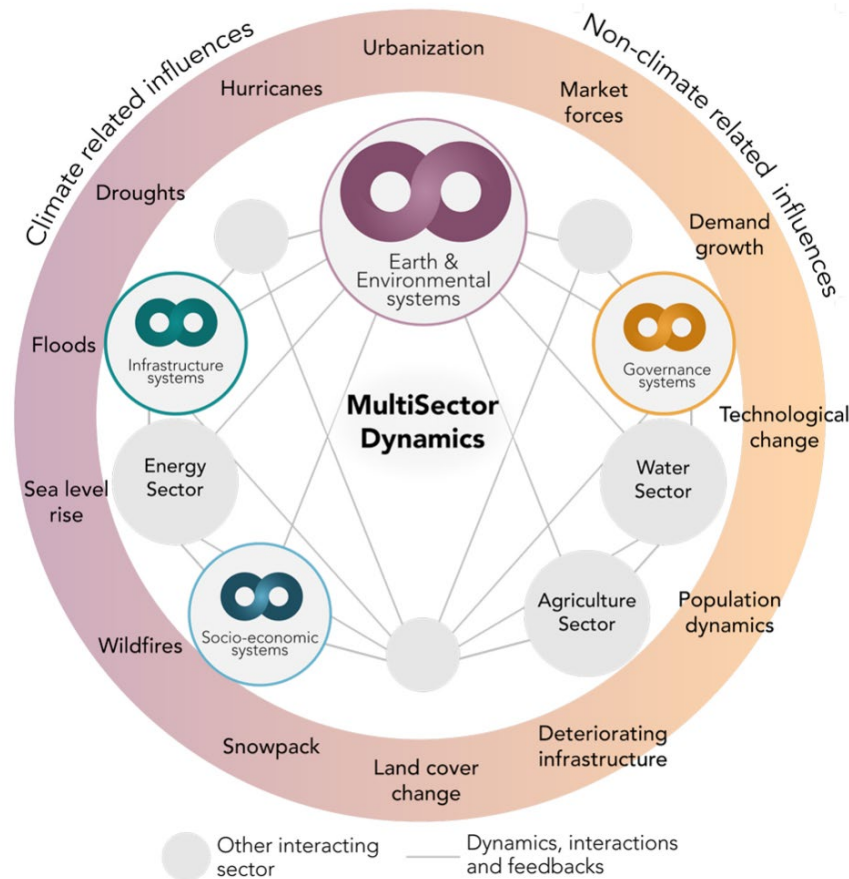 Climate related influences
Non-climate related influences
Urbanization
Hurricanes
Market
forces
Droughts
Demand
growth
Earth &
Environmental
systems
Floods
Infrastructure
systems
Governance
systems
MultiSector
Dynamics
Technological
change
Energy
Sector
Water
Sector
Sea level
rise
Agriculture
Sector
Population
dynamics
Socio-economic
systems
Wildfires
Snowpack
Land cover
change
Deteriorating
infrastructure
Other interacting
sector
Dynamics, interactions
and feedbacks